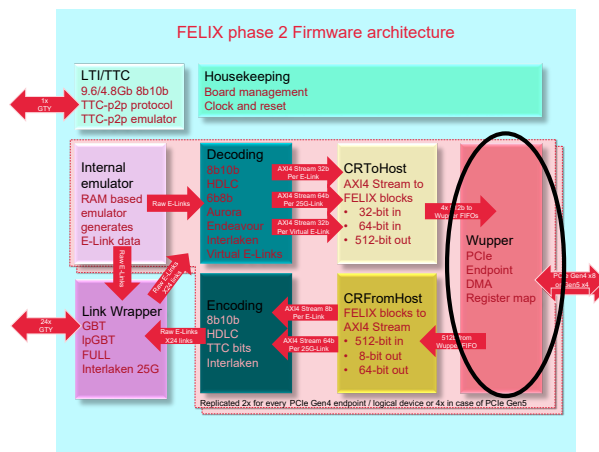 FELIX phase 2 Firmware architecture
LTI/TTC
9.6/4.8Gb 8b10b
TTC-p2p protocol
TTC-p2p emulator
Housekeeping
Board management
Clock and reset
1x
GTY
Internal
emulator
RAM based
emulator
generates
E-Link data
Raw E-Links
Decoding
8b10b
HDLC
6b8b
Aurora
Endeavour
Interlaken
Virtual E-Links
AXI4 Stream 32b
Per E-Link
AXI4 Stream 64b
Per 25G-Link
AXI4 Stream 32b
Per Virtual E-Link
CRToHost
AXI4 Stream to
FELIX blocks
• 32-bit in
• 64-bit in
• 512-bit out
4x 512b to
Wupper FIFOs
Wupper
PCIe
Endpoint
DMA
Register map
PCIe Gen4 x8
or Gen5 x4
Raw E-Links
Raw E-Links
X24 links
24x
GTY
Link Wrapper
GBT
lpGBT
FULL
Interlaken 25G
Raw E-Links
X24 links
Encoding
8b10b
HDLC
TTC bits
Interlaken
AXI4 Stream 8b
Per E-Link
AXI4 Stream 64b
Per 25G-Link
CRFromHost
FELIX blocks to
AXI4 Stream
• 512-bit in
• 8-bit out
• 64-bit out
from
Wupper FIFO
Replicated 2x for every PCIe Gen4 endpoint / logical device or 4x in case of PCIe Gen5